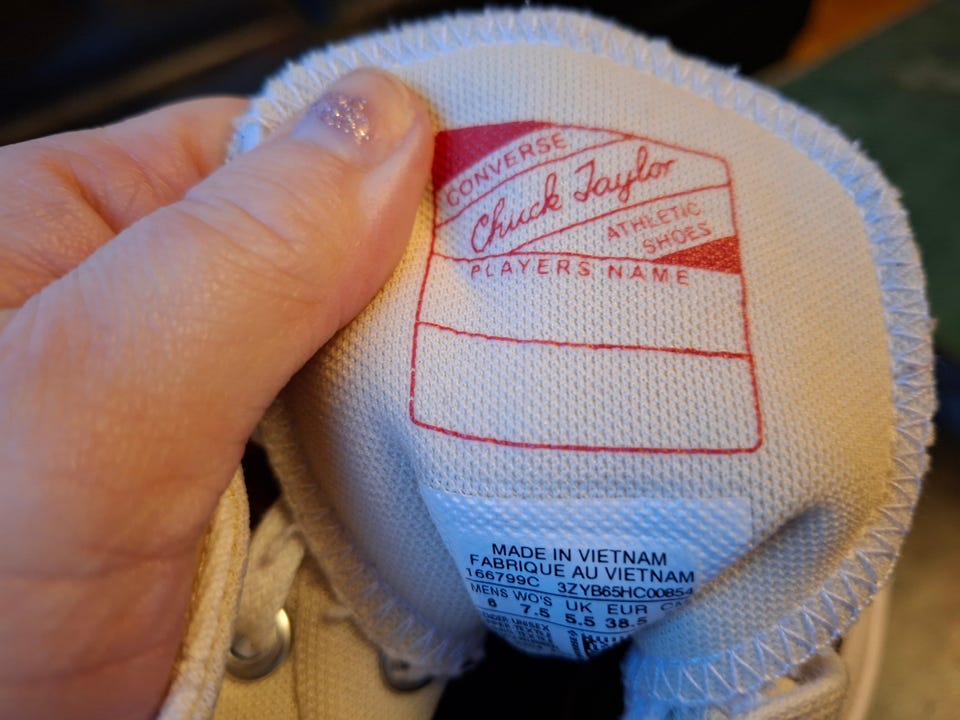 CONVERSE
Chuck Taylor
ATHLETIC
SHOES
PLAYERS NAME
MADE IN VIETNAM
FABRIQUE AU VIETNAM
166799C 3ZYB65HC00854
MENS WO'S UK EUR
6 7.5 5.5 38.5